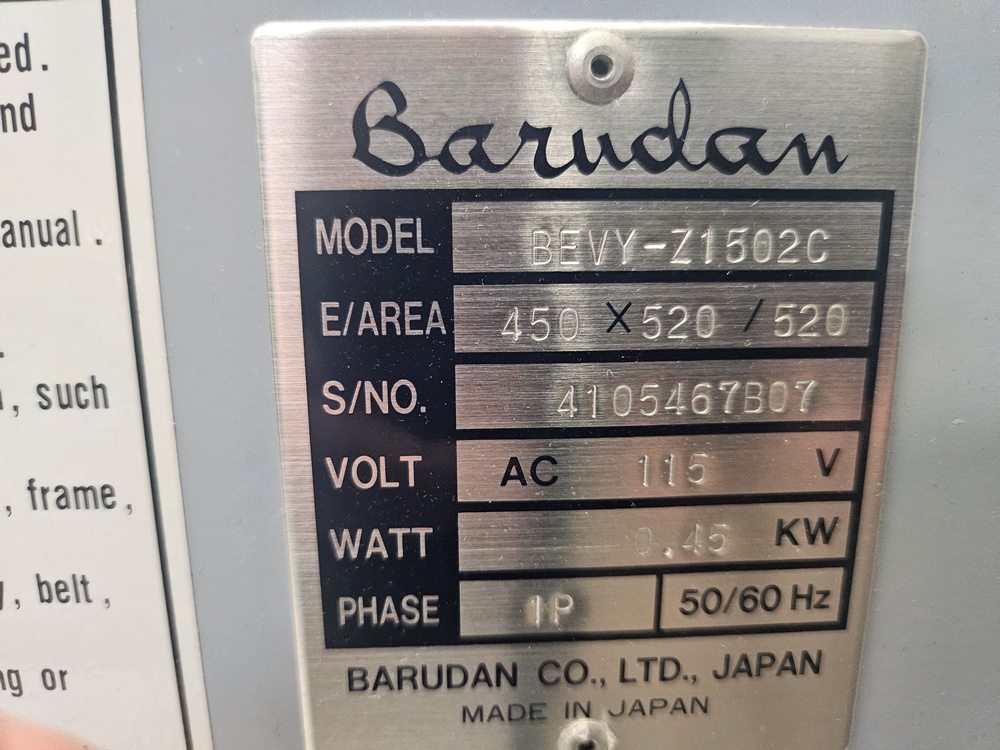 ed.
nd
anual.
, such
, frame,
, belt,
ng or
Barudan
MODEL BEVY-Z1502C
E/AREA 450 X 520 / 520
S/NO. 4105467B07
VOLT AC 115 V
WATT 0.45 KW
PHASE 1P 50/60 Hz
BARUDAN CO., LTD., JAPAN
MADE IN JAPAN